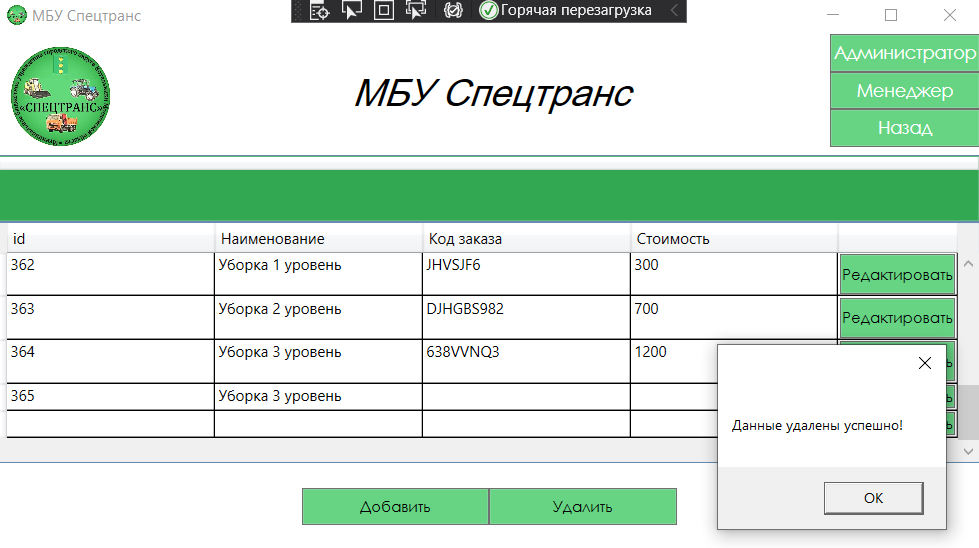 МБУ Спецтранс
Горячая перезагрузка
«СПЕЦТРАНС»
МБУ Спецтранс
Администратор
Менеджер
Назад
id Наименование Код заказа Стоимость
362 Уборка 1 уровень JHVSJF6 300 Редактировать
363 Уборка 2 уровень DJHGBS982 700 Редактировать
364 Уборка 3 уровень 638VVNQ3 1200
365 Уборка 3 уровень
Данные удалены успешно!
OK
Добавить Удалить